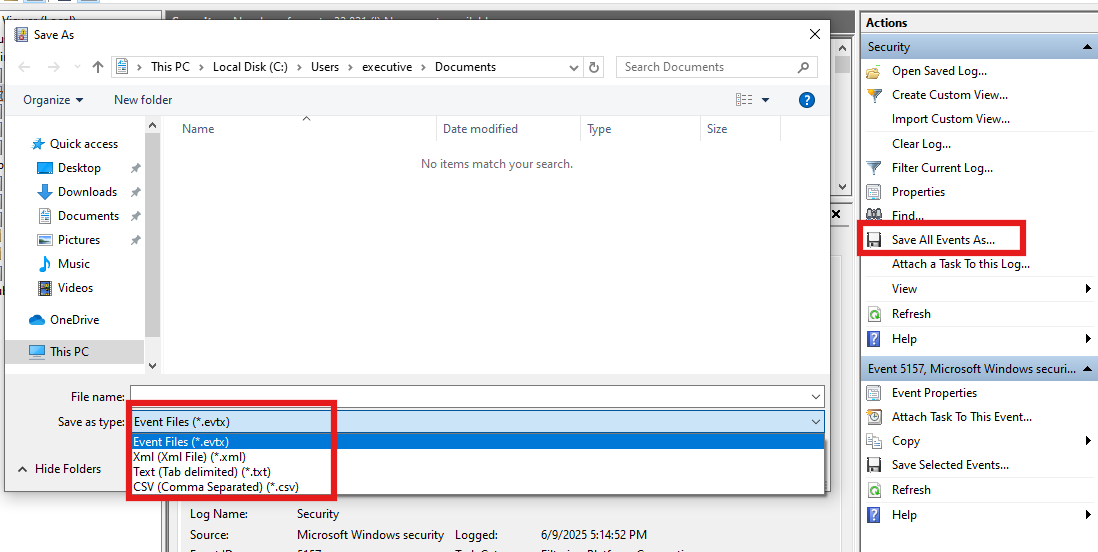 Viewer (Local)
Save As
This PC > Local Disk (C:) > Users > executive > Documents
Search Documents
Organize
New folder
Name
Date modified
Type
Size
No items match your search.
Quick access
Desktop
Downloads
Documents
Pictures
Music
Videos
OneDrive
This PC
File name:
Save as type:
Event Files (*.evtx)
Event Files (*.evtx)
Xml (Xml File) (*.xml)
Text (Tab delimited) (*.txt)
CSV (Comma Separated) (*.csv)
Hide Folders
Log Name:
Security
Source:
Microsoft Windows security
Logged:
6/9/2025 5:14:52 PM
Actions
Security
Open Saved Log...
Create Custom View...
Import Custom View...
Clear Log...
Filter Current Log...
Properties
Find...
Save All Events As...
Attach a Task To this Log...
View
Refresh
Help
Event 5157, Microsoft Windows securi...
Event Properties
Attach Task To This Event...
Copy
Save Selected Events...
Refresh
Help